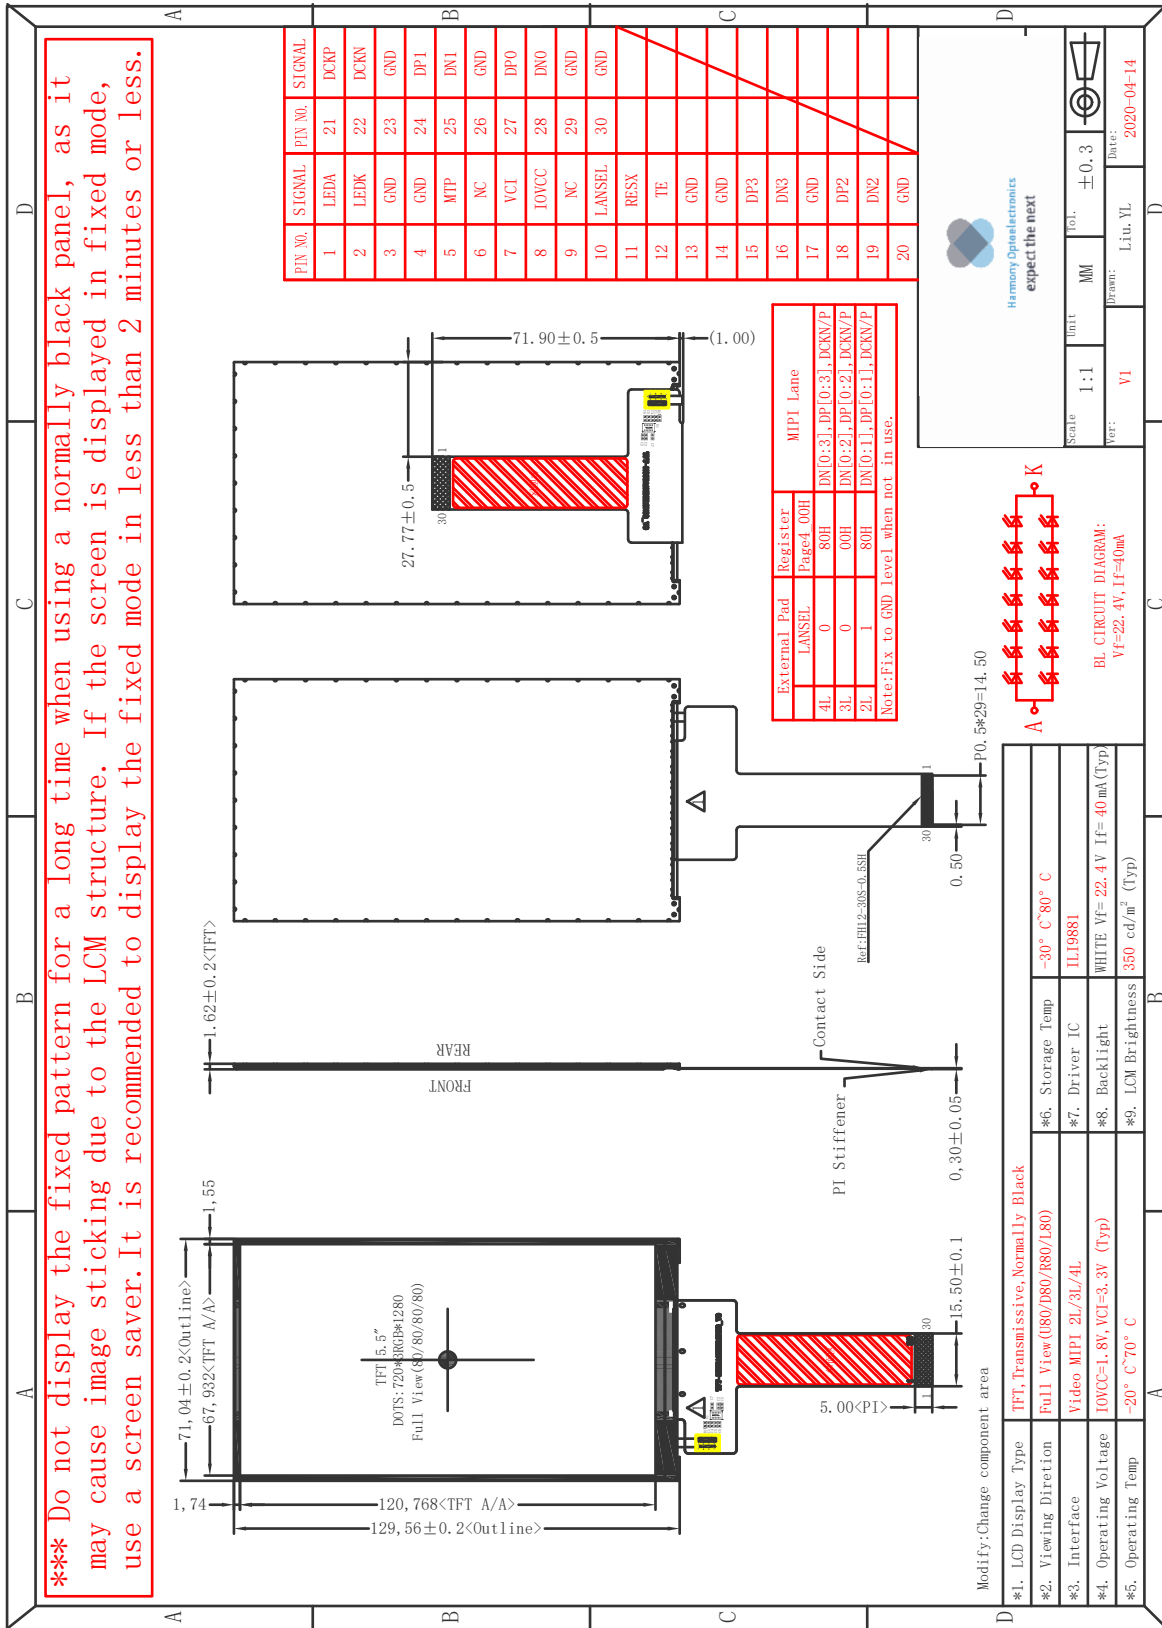 *** Do not display the fixed pattern for a long time when using a normally black panel, as it
may cause image sticking due to the LCM structure. If the screen is displayed in fixed mode,
use a screen saver.It is recommended to display the fixed mode in less than 2 minutes or less.
A
B
C
D
A
B
C
D
A
B
C
D
A
B
C
D
71,04±0.2<Outline>
67,932<TFT A/A>
1,55
1,74
120,768<TFT A/A>
129,56±0.2<Outline>
TFT 5.5″
DOTS:720*3RGB*1280
Full View(80/80/80/80)
5.00<PI>
1
30
15.50±0.1
1.62±0.2<TFT>
FRONT
REAR
PI Stiffener
Contact Side
0,30±0.05
Ref:FH12-30S-0.5SH
30
1
0.50
P0.5*29=14.50
27.77±0.5
30
1
71.90±0.5
(1.00)
PIN NO. SIGNAL PIN NO. SIGNAL
1 LEDA 21 DCKP
2 LEDK 22 DCKN
3 GND 23 GND
4 GND 24 DP1
5 MTP 25 DN1
6 NC 26 GND
7 VCI 27 DP0
8 IOVCC 28 DN0
9 NC 29 GND
10 LANSEL 30 GND
11 RESX
12 TE
13 GND
14 GND
15 DP3
16 DN3
17 GND
18 DP2
19 DN2
20 GND
External Pad Register MIPI Lane
LANSEL Page4_00H
4L 0 80H DN[0:3],DP[0:3],DCKN/P
3L 0 00H DN[0:2],DP[0:2],DCKN/P
2L 1 80H DN[0:1],DP[0:1],DCKN/P
Note:Fix to GND level when not in use.
A
K
BL CIRCUIT DIAGRAM:
Vf=22.4V,If=40mA
Modify:Change component area
*1. LCD Display Type TFT,Transmissive,Normally Black
*2. Viewing Diretion Full View(U80/D80/R80/L80) *6. Storage Temp -30° C~80° C
*3. Interface Video MIPI 2L/3L/4L *7. Driver IC ILI9881
*4. Operating Voltage IOVCC=1.8V,VCI=3.3V (Typ) *8. Backlight WHITE Vf= 22.4V If= 40 mA(Typ)
*5. Operating Temp -20° C~70° C *9. LCM Brightness 350 cd/m² (Typ)
Harmony Optoelectronics
expect the next
Scale 1:1 Unit MM Tol. ±0.3
Ver: V1 Drawn: Liu.YL Date: 2020-04-14